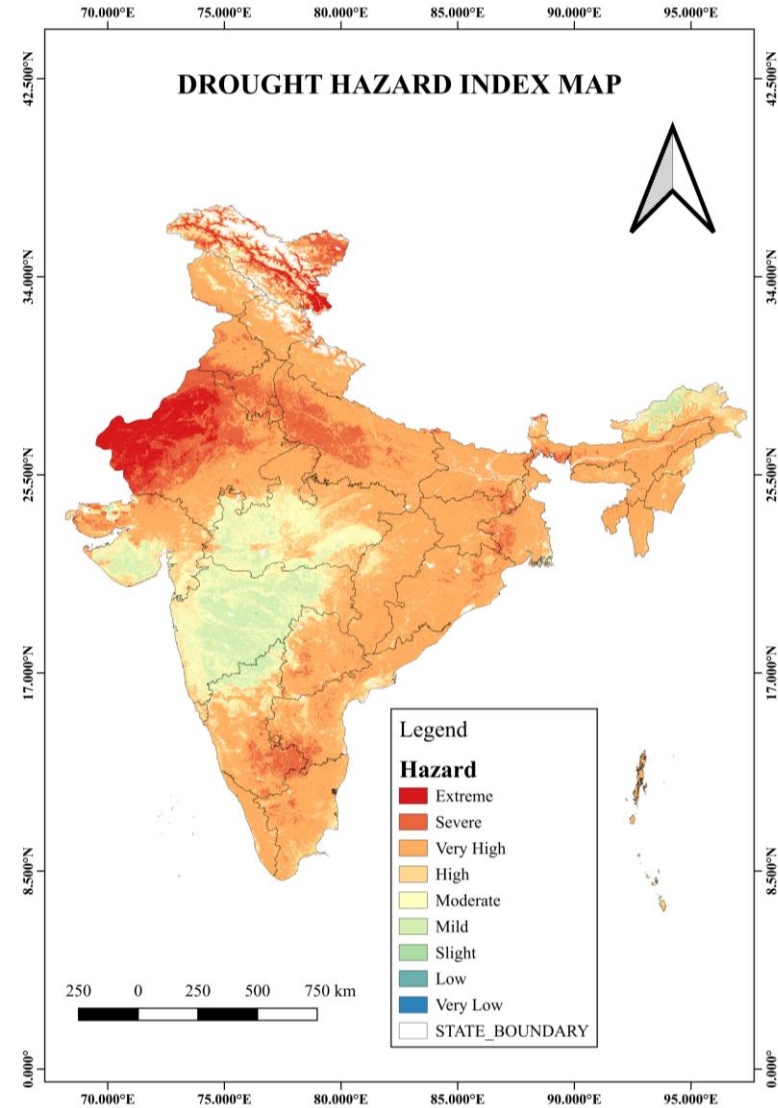 70.000°E 75.000°E 80.000°E 85.000°E 90.000°E 95.000°E
DROUGHT HAZARD INDEX MAP
42.500°N 42.500°N
34.000°N 34.000°N
25.500°N 25.500°N
17.000°N 17.000°N
8.500°N 8.500°N
0.000° 0.000°
Legend
Hazard
Extreme
Severe
Very High
High
Moderate
Mild
Slight
Low
Very Low
STATE_BOUNDARY
250 0 250 500 750 km
70.000°E 75.000°E 80.000°E 85.000°E 90.000°E 95.000°E